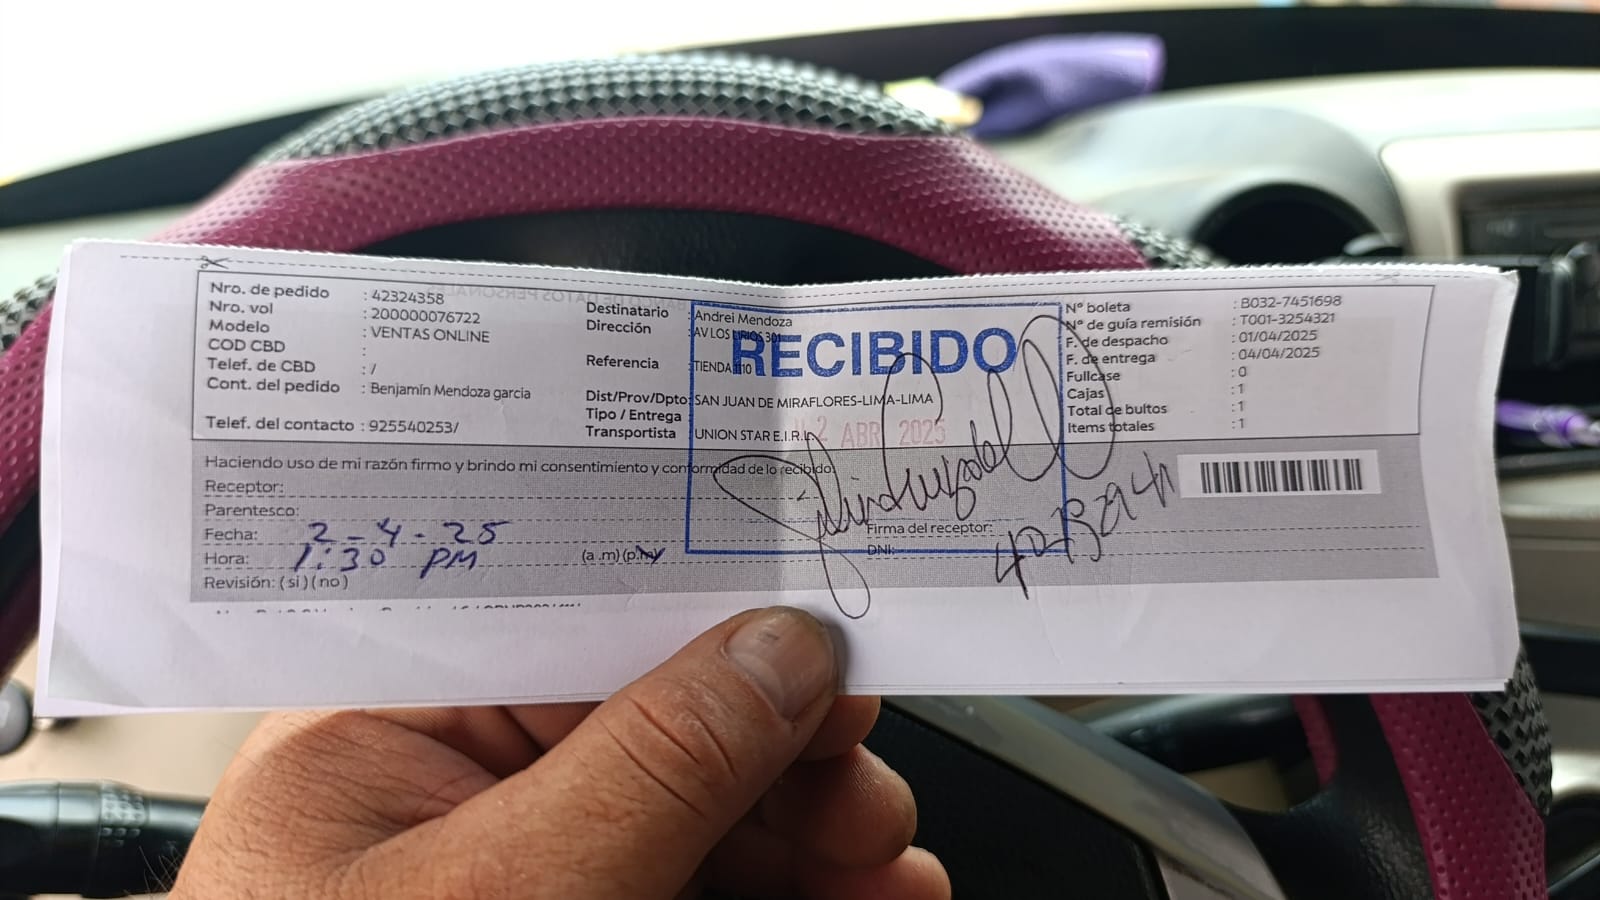 Nro. de pedido : 42324358
Nro. vol : 200000076722
Modelo : VENTAS ONLINE
COD CBD :
Telef. de CBD : /
Cont. del pedido : Benjamín Mendoza garcia
Telef. del contacto : 925540253/
Destinatario : Andrei Mendoza
Dirección : AV LOS LIRIOS 301
Referencia : TIENDA 1110
Dist/Prov/Dpto: SAN JUAN DE MIRAFLORES-LIMA-LIMA
Tipo / Entrega
Transportista : UNION STAR E.I.R.L
RECIBIDO
2 ABR 2025
N° boleta : B032-7451698
N° de guía remisión : T001-3254321
F. de despacho : 01/04/2025
F. de entrega : 04/04/2025
Fullcase : 0
Cajas : 1
Total de bultos : 1
Items totales : 1
Haciendo uso de mi razón firmo y brindo mi consentimiento y conformidad de lo recibido.
Receptor:
Parentesco:
Fecha: 2-4-25
Hora: 1:30 PM (a.m)(p.m)
Revisión: (si)(no)
Firma del receptor:
DNI: